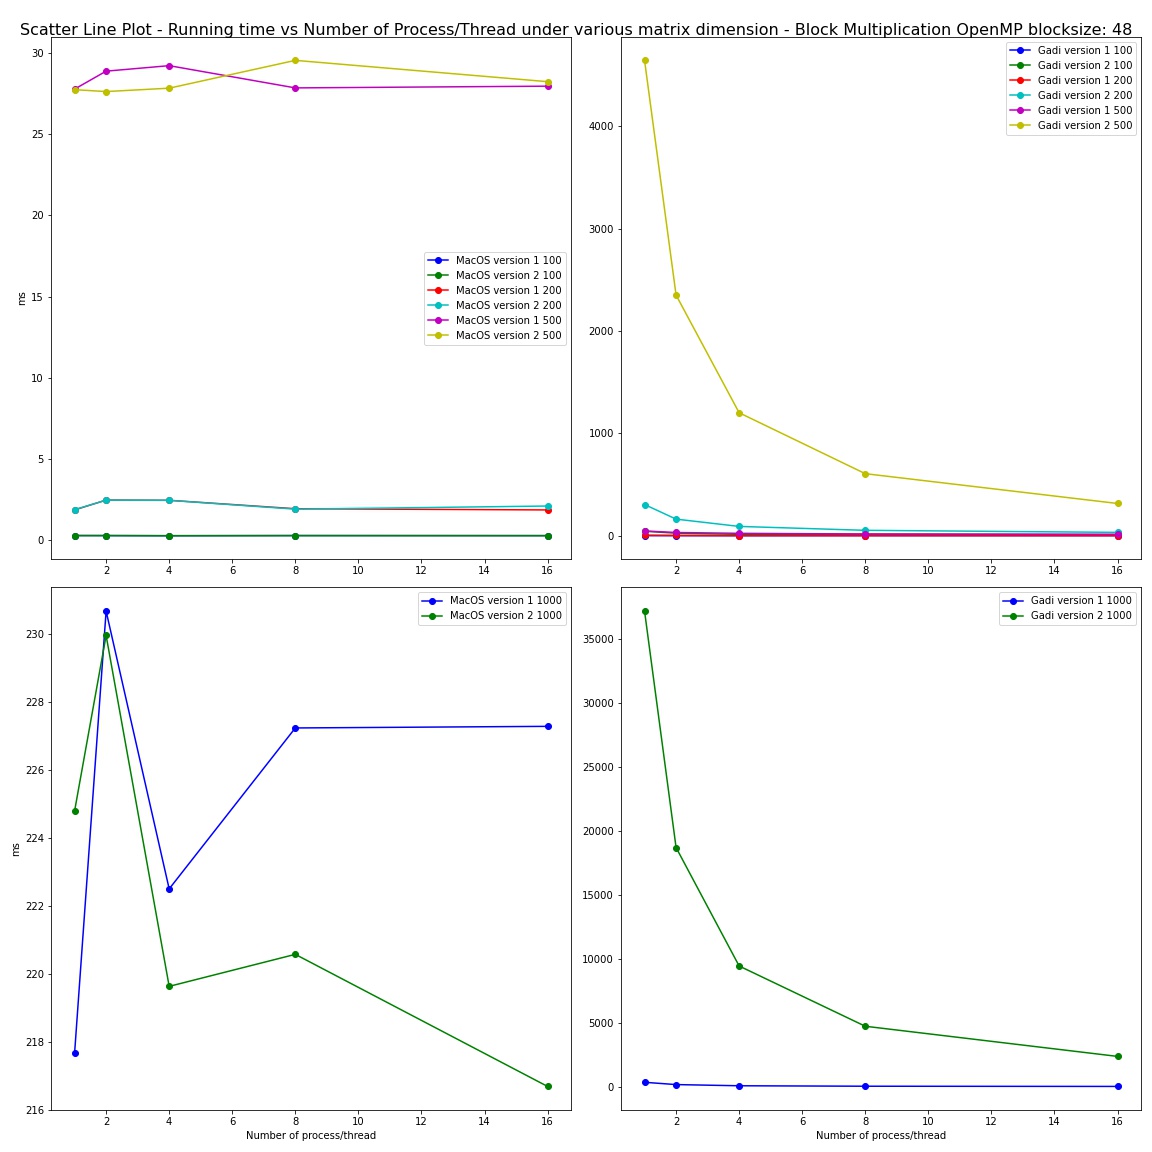 Scatter Line Plot - Running time vs Number of Process/Thread under various matrix dimension - Block Multiplication OpenMP blocksize: 48
30
25
20
15
10
5
0
ms
MacOS version 1 100
MacOS version 2 100
MacOS version 1 200
MacOS version 2 200
MacOS version 1 500
MacOS version 2 500
2 4 6 8 10 12 14 16
4000
3000
2000
1000
0
Gadi version 1 100
Gadi version 2 100
Gadi version 1 200
Gadi version 2 200
Gadi version 1 500
Gadi version 2 500
2 4 6 8 10 12 14 16
230
228
226
224
222
220
218
216
ms
MacOS version 1 1000
MacOS version 2 1000
2 4 6 8 10 12 14 16
Number of process/thread
35000
30000
25000
20000
15000
10000
5000
0
Gadi version 1 1000
Gadi version 2 1000
2 4 6 8 10 12 14 16
Number of process/thread